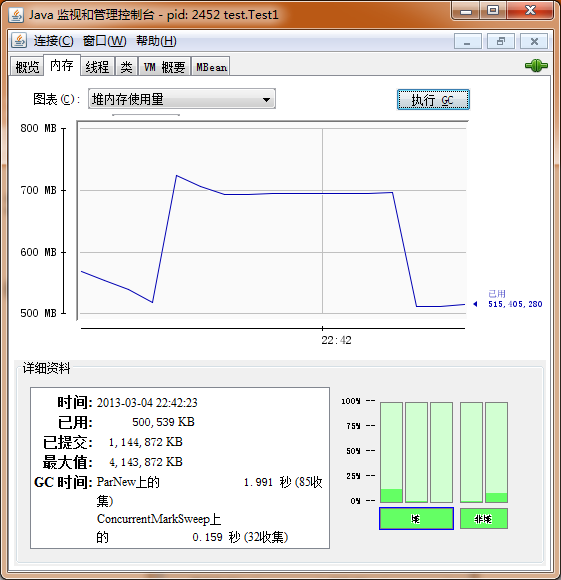 Java 监视和管理控制台 - pid: 2452 test.Test1
连接(C) 窗口(W) 帮助(H)
概览 内存 线程 类 VM 概要 MBean
图表(C): 堆内存使用量 执行 GC
800 MB
700 MB
600 MB
500 MB
已用
515,405,280
22:42
详细资料
时间: 2013-03-04 22:42:23
已用: 500,539 KB
已提交: 1,144,872 KB
最大值: 4,143,872 KB
GC 时间: ParNew上的 1.991 秒 (85收
集)
ConcurrentMarkSweep上
的 0.159 秒 (32收集)
100%
75%
50%
25%
0%
堆 非堆